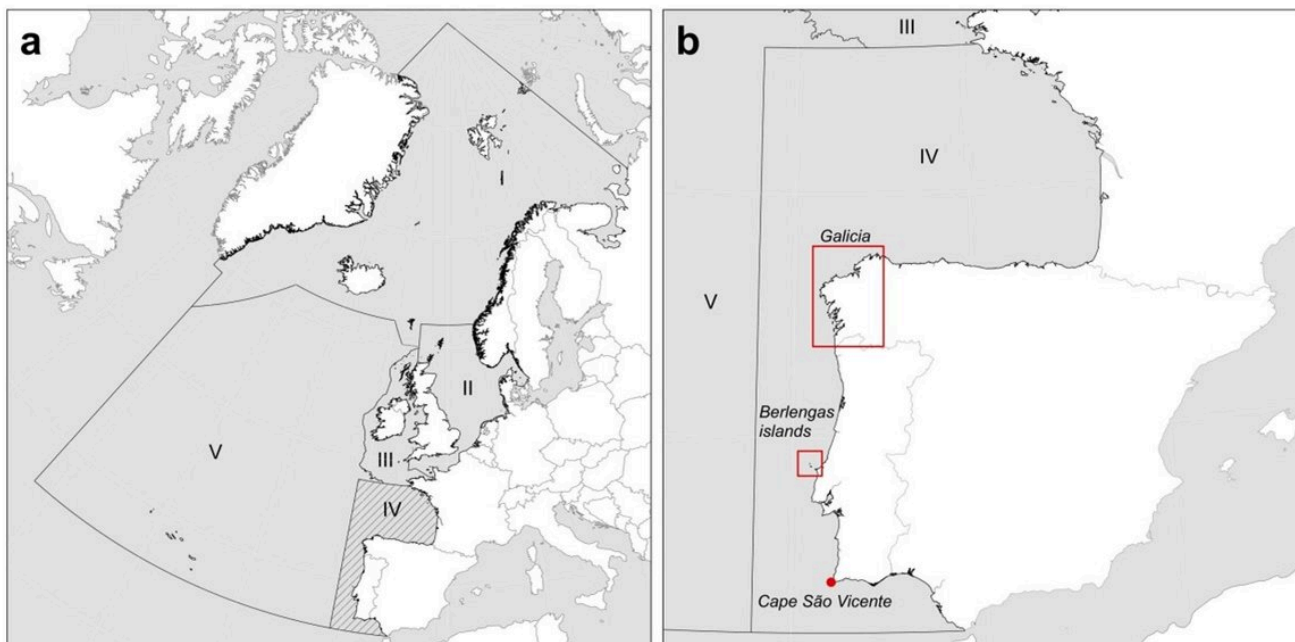 a
I
II
III
IV
V
b
III
IV
Galicia
V
Berlengas
islands
Cape São Vicente